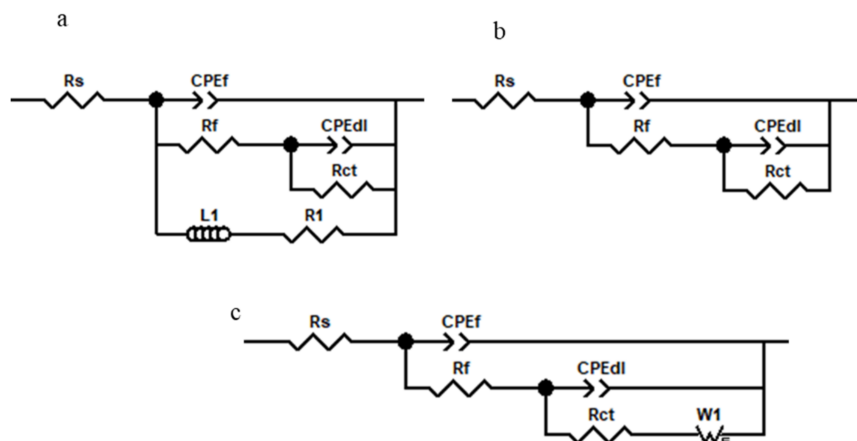 a
Rs
CPEf
Rf
CPEdl
Rct
L1
R1
b
Rs
CPEf
Rf
CPEdl
Rct
c
Rs
CPEf
Rf
CPEdl
Rct
W1